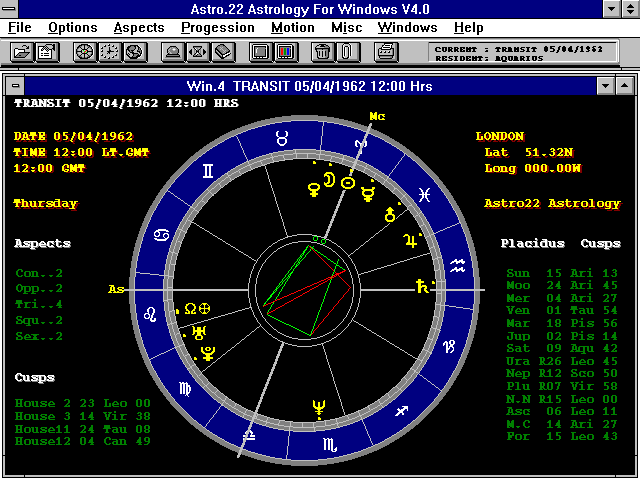 Astro.22 Astrology For Windows V4.0
File Options Aspects Progession Motion Misc Windows Help
CURRENT : TRANSIT 05/04/1962
RESIDENT: AQUARIUS
Win.4 TRANSIT 05/04/1962 12:00 Hrs
TRANSIT 05/04/1962 12:00 HRS
DATE 05/04/1962
TIME 12:00 LT.GMT
12:00 GMT
Thursday
Mc
LONDON
Lat 51.32N
Long 000.00W
Astro22 Astrology
Aspects
Con..2
Opp..2
Tri..4
Squ..2
Sex..2
As
Cusps
House 2 23 Leo 00
House 3 14 Vir 38
House11 24 Tau 08
House12 04 Can 49
Placidus Cusps
Sun 15 Ari 13
Moo 24 Ari 45
Mer 04 Ari 27
Ven 01 Tau 54
Mar 18 Pis 56
Jup 02 Pis 14
Sat 09 Aqu 42
Ura R26 Leo 45
Nep R12 Sco 50
Plu R07 Vir 58
N.N R15 Leo 00
Asc 06 Leo 11
M.C 14 Ari 27
For 15 Leo 43